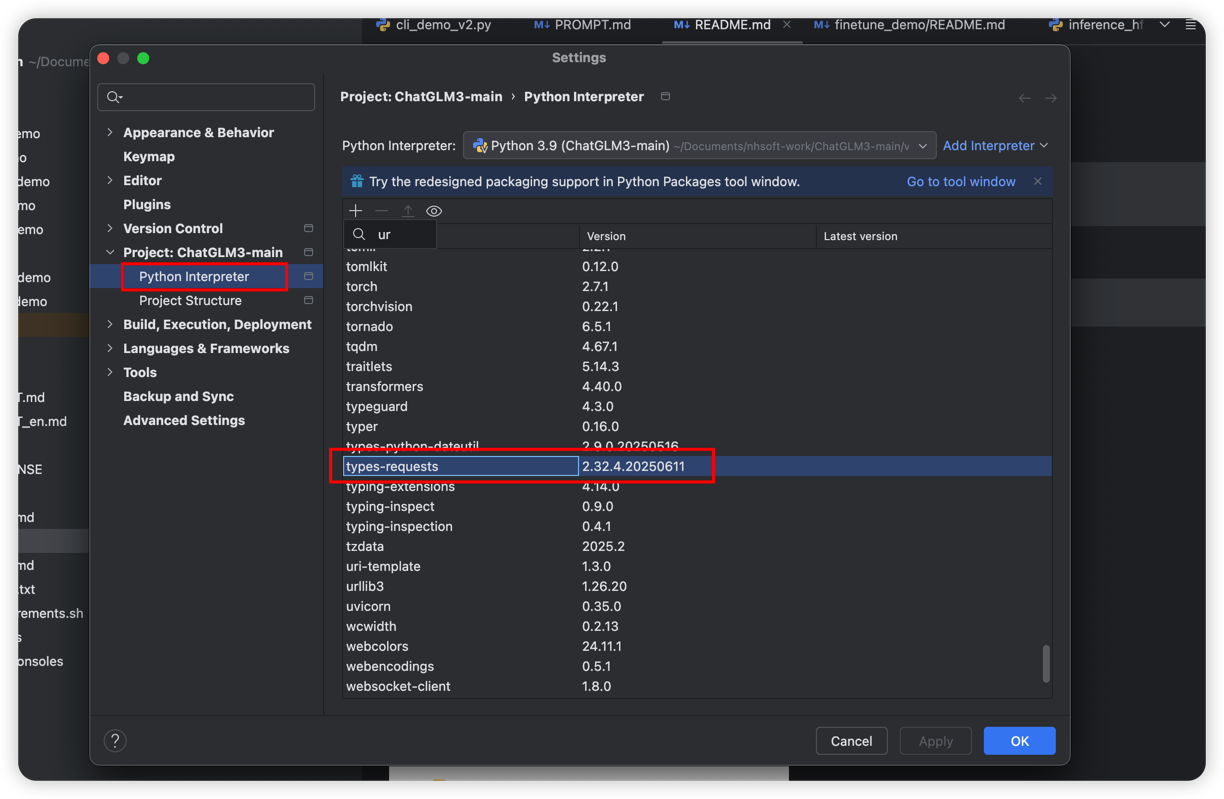 cli_demo_v2.py PROMPT.md README.md finetune_demo/README.md inference_hf
~/Docume
Settings
Project: ChatGLM3-main › Python Interpreter
Appearance & Behavior
Keymap
Editor
Plugins
Version Control
Project: ChatGLM3-main
Python Interpreter
Project Structure
Build, Execution, Deployment
Languages & Frameworks
Tools
Backup and Sync
Advanced Settings
emo
o
demo
mo
emo
demo
demo
T.md
T_en.md
NSE
md
md
.txt
rements.sh
s
onsoles
Python Interpreter: Python 3.9 (ChatGLM3-main) ~/Documents/nhsoft-work/ChatGLM3-main/v Add Interpreter
Try the redesigned packaging support in Python Packages tool window. Go to tool window
ur
Version Latest version
tomlkit 0.12.0
torch 2.7.1
torchvision 0.22.1
tornado 6.5.1
tqdm 4.67.1
traitlets 5.14.3
transformers 4.40.0
typeguard 4.3.0
typer 0.16.0
types-python-dateutil 2.9.0.20250516
types-requests 2.32.4.20250611
typing-extensions 4.14.0
typing-inspect 0.9.0
typing-inspection 0.4.1
tzdata 2025.2
uri-template 1.3.0
urllib3 1.26.20
uvicorn 0.35.0
wcwidth 0.2.13
webcolors 24.11.1
webencodings 0.5.1
websocket-client 1.8.0
? Cancel Apply OK